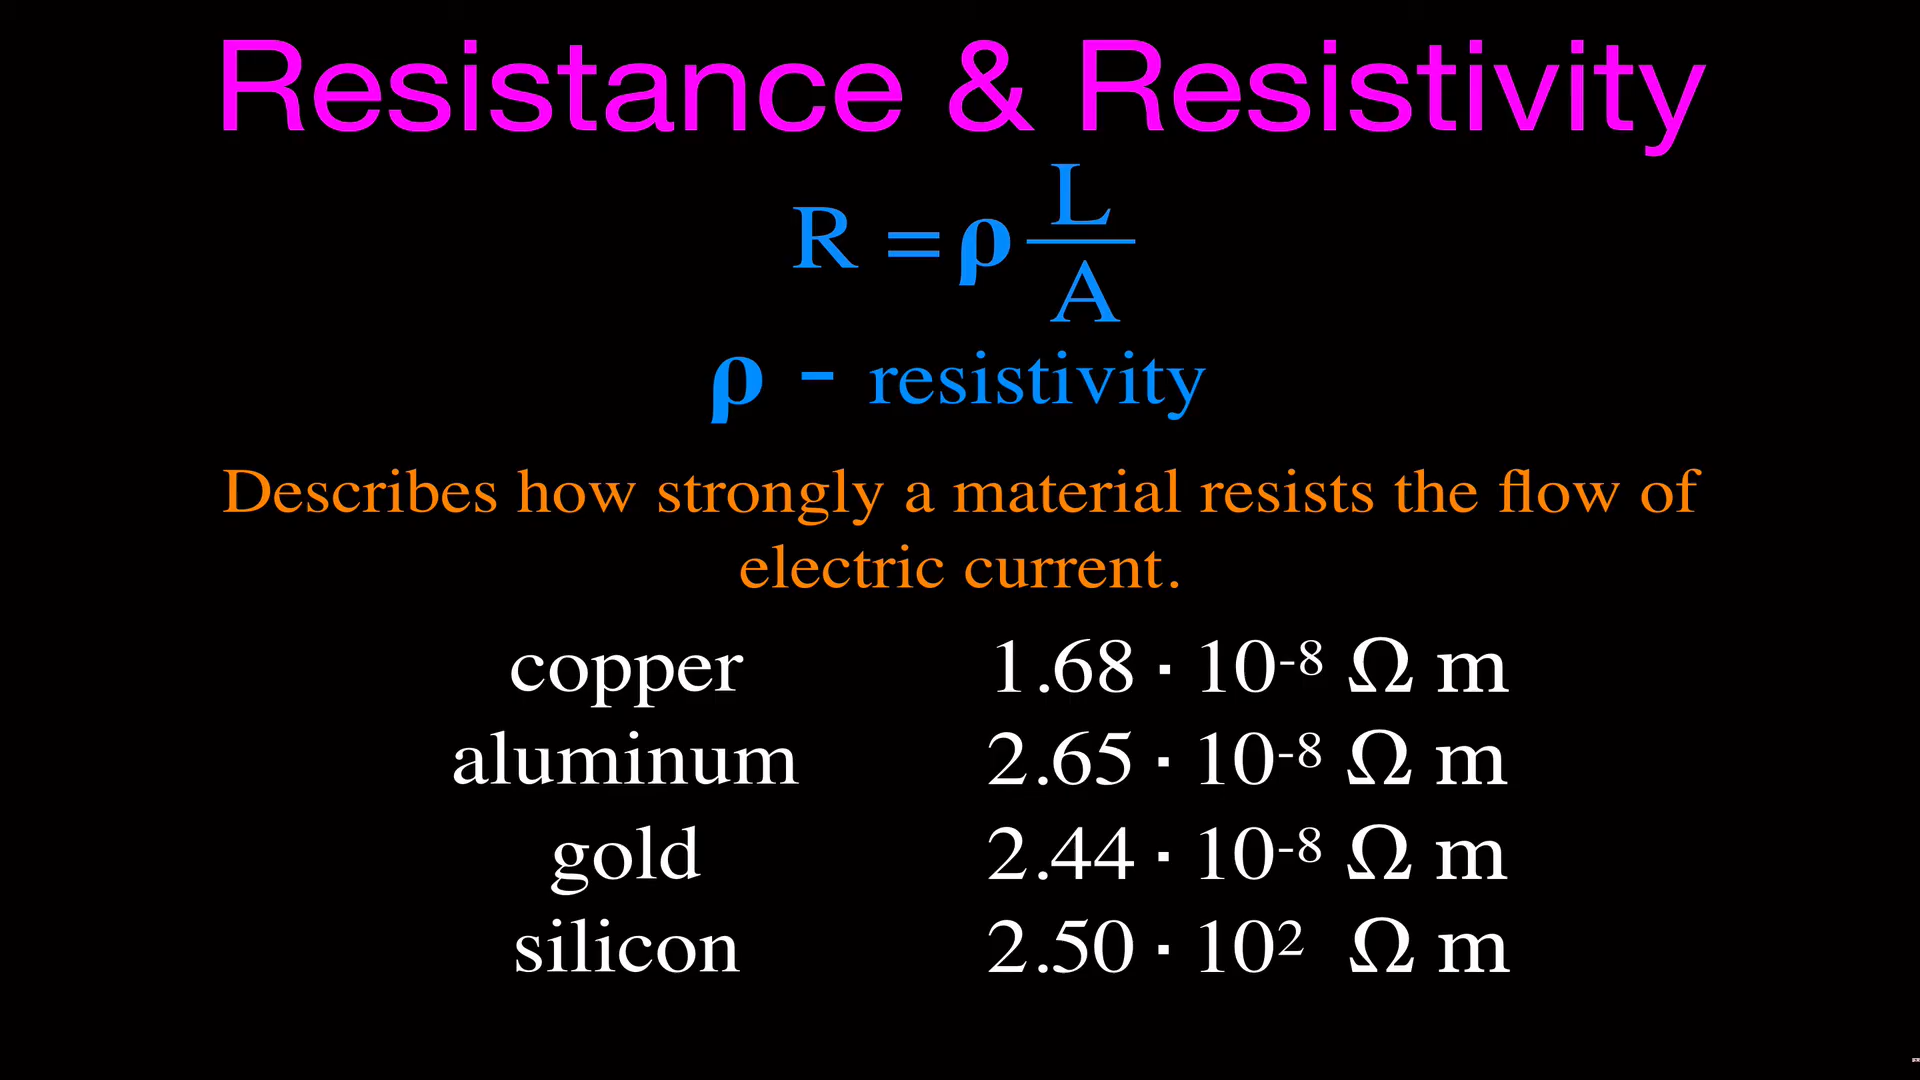 Resistance & Resistivity
R = ρ L/A
ρ - resistivity
Describes how strongly a material resists the flow of
electric current.
copper 1.68 · 10⁻⁸ Ω m
aluminum 2.65 · 10⁻⁸ Ω m
gold 2.44 · 10⁻⁸ Ω m
silicon 2.50 · 10² Ω m